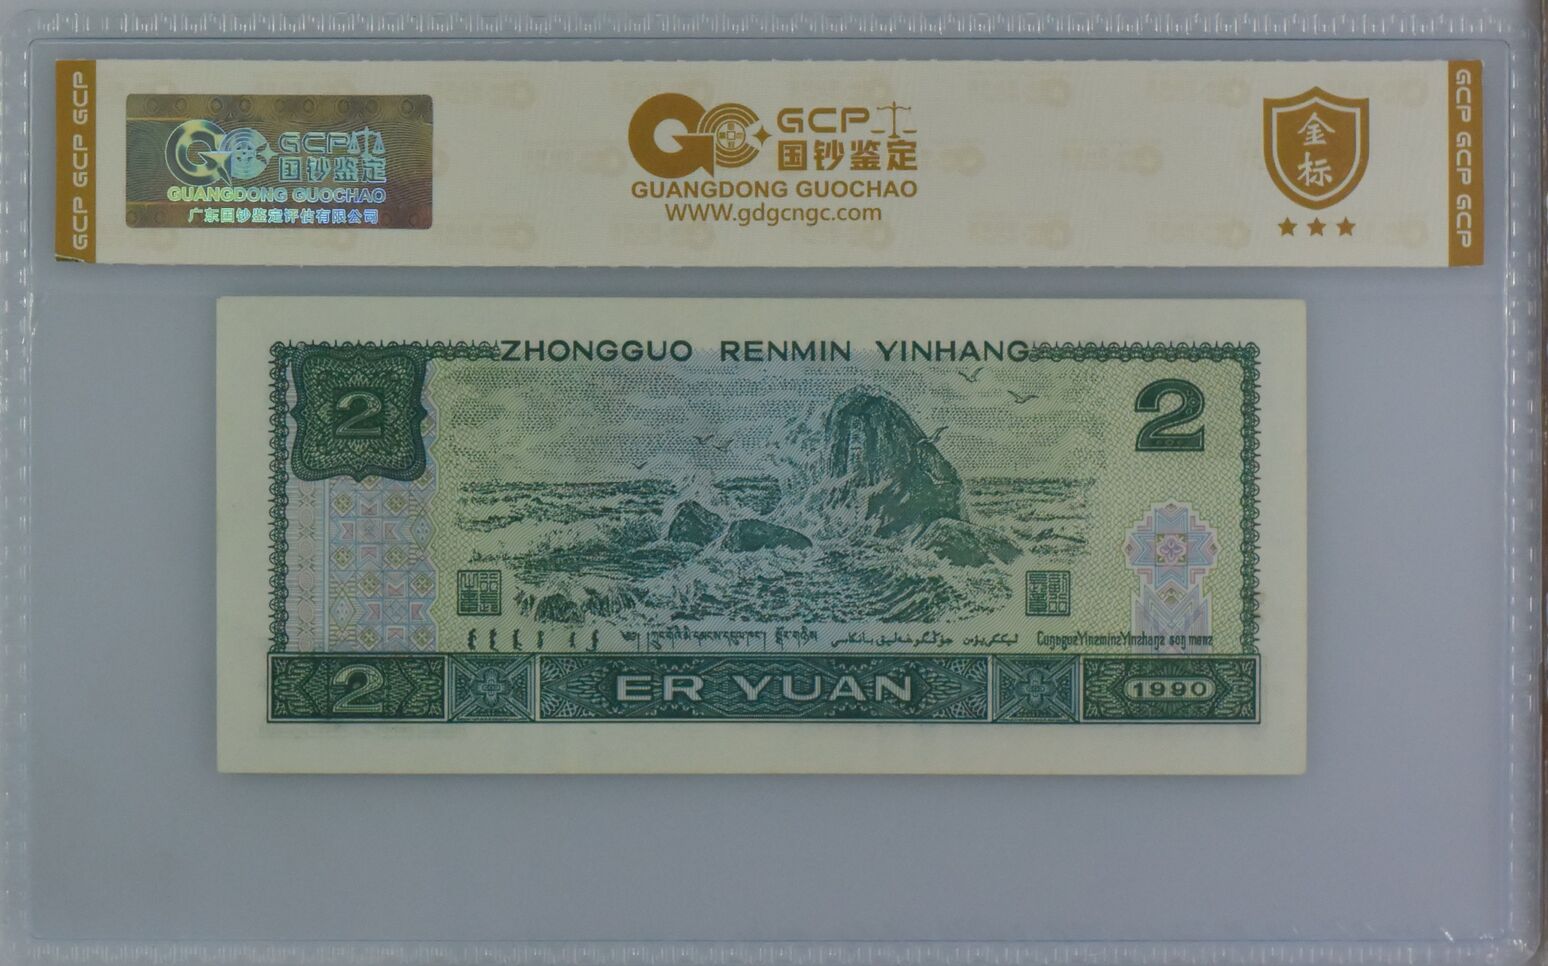 GCP GCP GCP
GCP
国钞鉴定
GUANGDONG GUOCHAO
广东国钞鉴定评估有限公司
GCP
国钞鉴定
GUANGDONG GUOCHAO
WWW.gdgcngc.com
金标
GCP GCP GCP
ZHONGGUO RENMIN YINHANG
2
2
CunghgozYinzminzYinzhangz
2
ER YUAN
1990